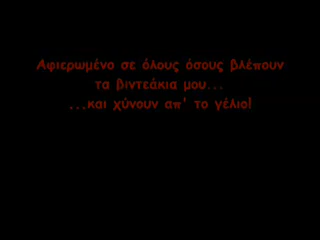 Αφιερωμένο σε όλους όσους βλέπουν
τα βιντεάκια μου...
...και χύνουν απ' το γέλιο!